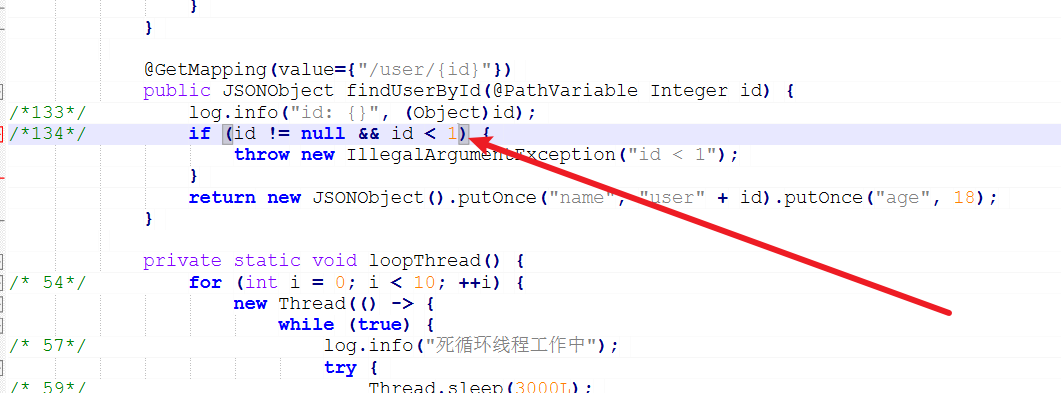 }
}
@GetMapping(value={"/user/{id}"})
public JSONObject findUserById(@PathVariable Integer id) {
/*133*/ log.info("id: {}", (Object)id);
/*134*/ if (id != null && id < 1) {
throw new IllegalArgumentException("id < 1");
}
return new JSONObject().putOnce("name", "user" + id).putOnce("age", 18);
}
private static void loopThread() {
/* 54*/ for (int i = 0; i < 10; ++i) {
new Thread(() -> {
while (true) {
/* 57*/ log.info("死循环线程工作中");
try {
/* 59*/ Thread.sleep(3000L);